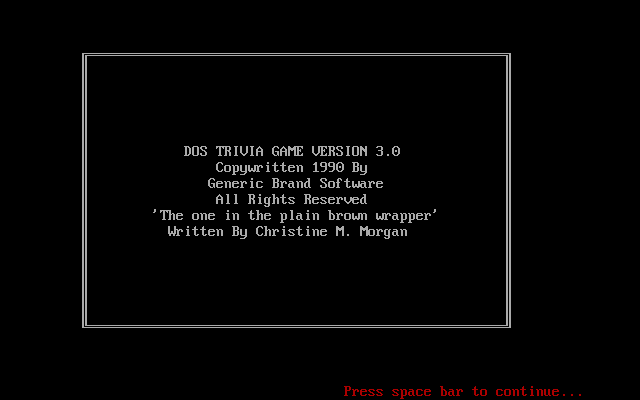 DOS TRIVIA GAME VERSION 3.0
Copywritten 1990 By
Generic Brand Software
All Rights Reserved
'The one in the plain brown wrapper'
Written By Christine M. Morgan
Press space bar to continue...